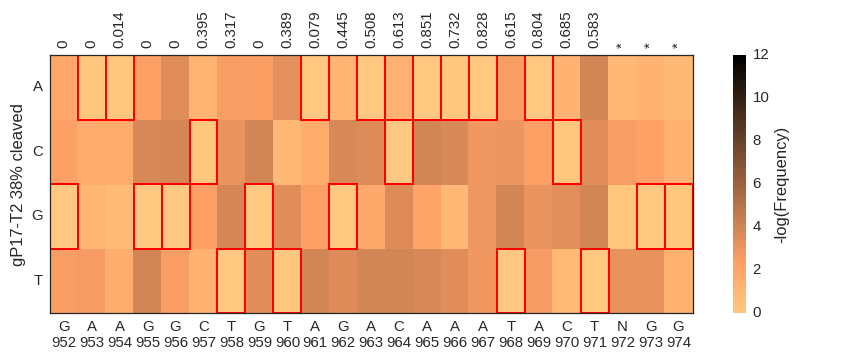 0 0 0.014 0 0 0.395 0.317 0 0.389 0.079 0.445 0.508 0.613 0.851 0.732 0.828 0.615 0.804 0.685 0.583 * * *
gP17-T2 38% cleaved
A
C
G
T
G A A G G C T G T A G A C A A A T A C T N G G
952 953 954 955 956 957 958 959 960 961 962 963 964 965 966 967 968 969 970 971 972 973 974
12
10
8
6
4
2
0
-log(Frequency)